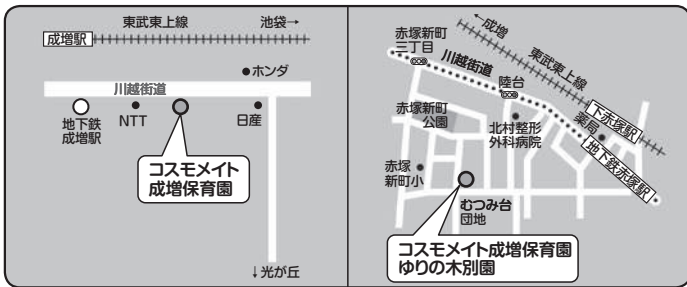 東武東上線
池袋→
成増駅
ホンダ
川越街道
地下鉄
成増駅
NTT
日産
コスモメイト
成増保育園
↓光が丘
←成増
赤塚新町
三丁目
川越街道
東武東上線
陸台
下赤塚駅
赤塚新町
公園
北村整形
外科病院
薬局
地下鉄赤塚駅
赤塚
新町小
むつみ台
団地
コスモメイト成増保育園
ゆりの木別園